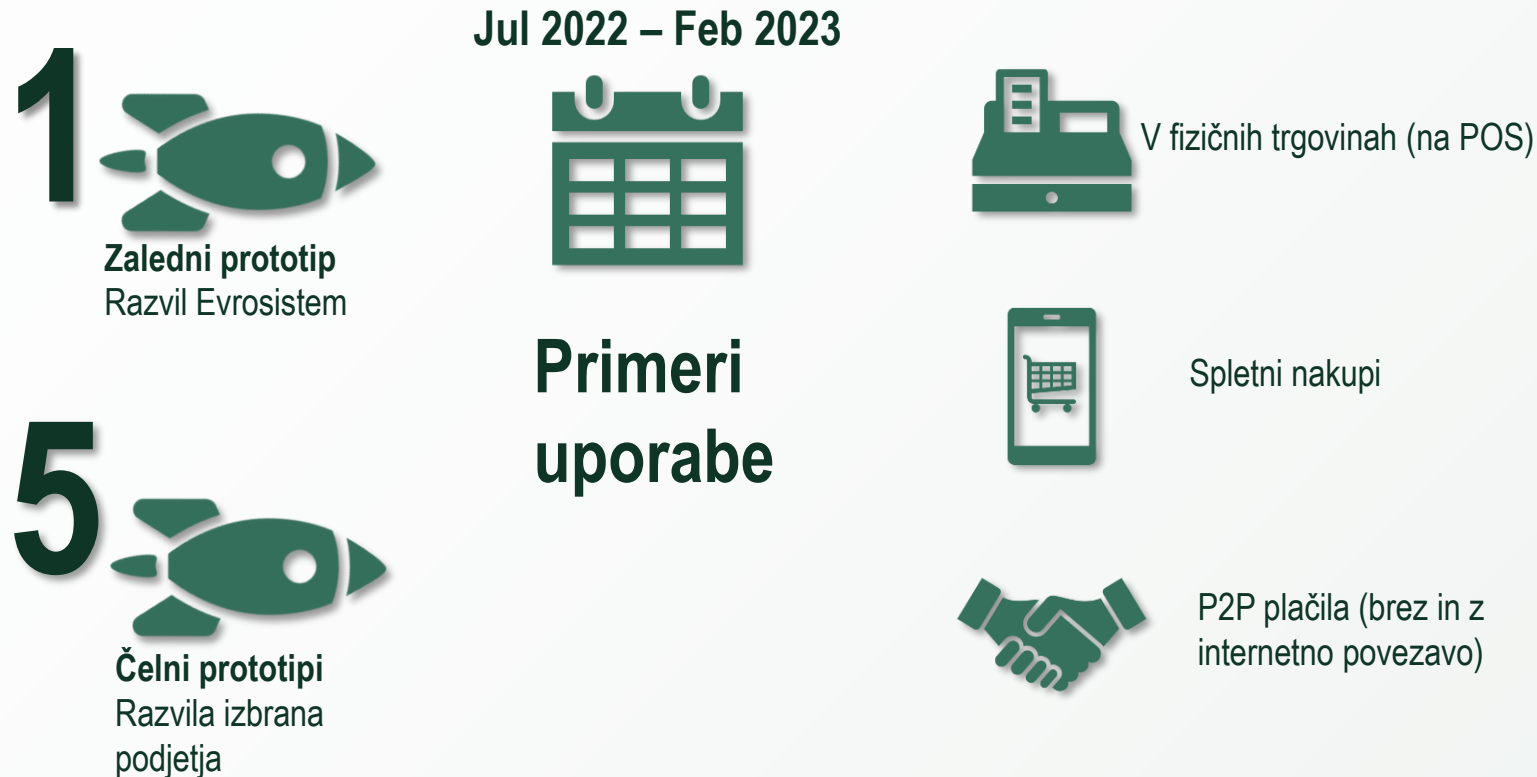 1
Zaledni prototip
Razvil Evrosistem
5
Čelni prototipi
Razvila izbrana
podjetja
Jul 2022 – Feb 2023
Primeri
uporabe
V fizičnih trgovinah (na POS)
Spletni nakupi
P2P plačila (brez in z
internetno povezavo)